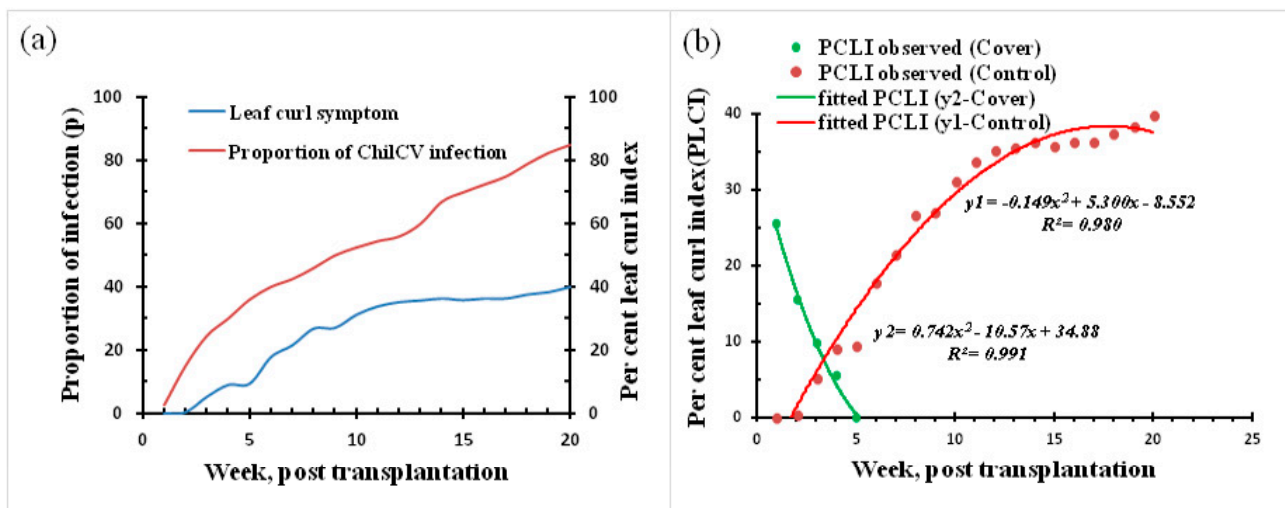 (a)
100
80
60
40
20
0
Proportion of infection (p)
Leaf curl symptom
Proportion of ChilCV infection
100
80
60
40
20
0
Per cent leaf curl index
0
5
10
15
20
Week, post transplantation
(b)
PCLI observed (Cover)
PCLI observed (Control)
fitted PCLI (y2-Cover)
fitted PCLI (y1-Control)
40
30
20
10
0
Per cent leaf curl index(PLCI)
y1 = -0.149x² + 5.300x - 8.552
R² = 0.980
y2= 0.742x² - 10.57x + 34.88
R² = 0.991
0
5
10
15
20
25
Week, post transplantation